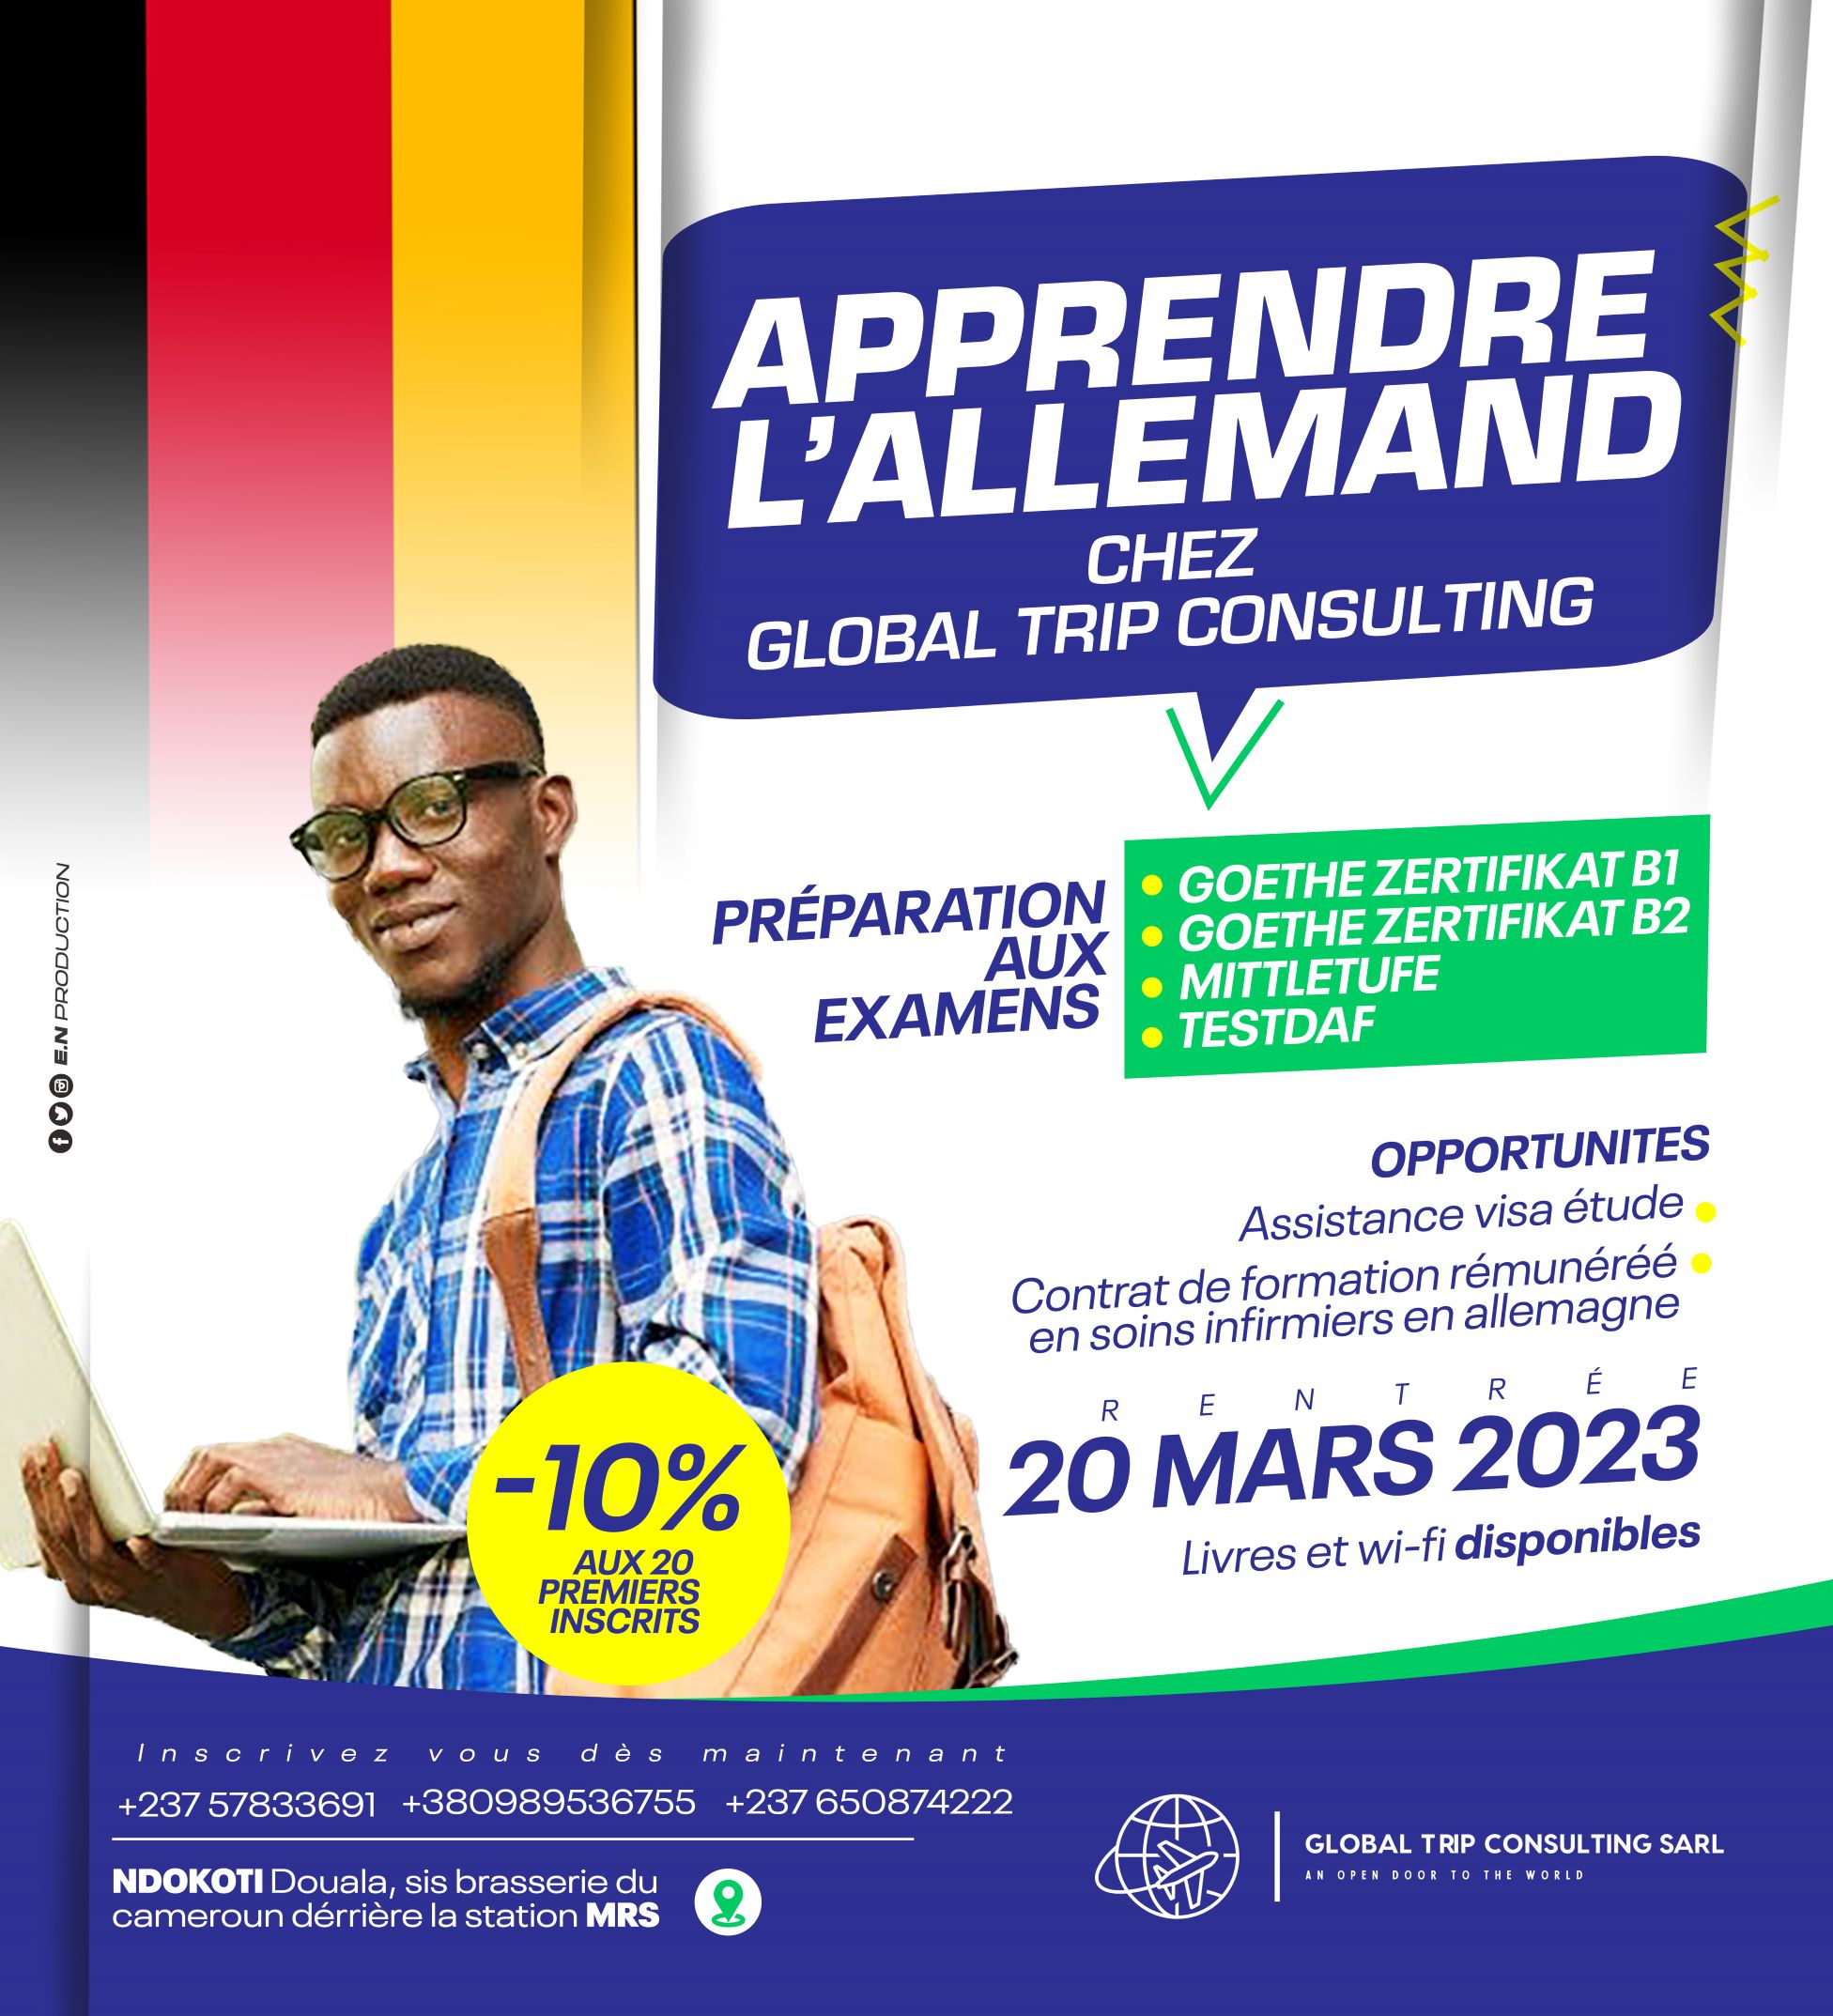 APPRENDRE
L'ALLEMAND
CHEZ
GLOBAL TRIP CONSULTING
PRÉPARATION
AUX
EXAMENS
GOETHE ZERTIFIKAT B1
GOETHE ZERTIFIKAT B2
MITTLETUFE
TESTDAF
E.N PRODUCTION
OPPORTUNITES
Assistance visa étude
Contrat de formation rémunéréé
en soins infirmiers en allemagne
RENTRÉE
20 MARS 2023
Livres et wi-fi disponibles
-10%
AUX 20
PREMIERS
INSCRITS
Inscrivez vous dès maintenant
+237 57833691 +380989536755 +237 650874222
NDOKOTI Douala, sis brasserie du
cameroun dérrière la station MRS
GLOBAL TRIP CONSULTING SARL
AN OPEN DOOR TO THE WORLD